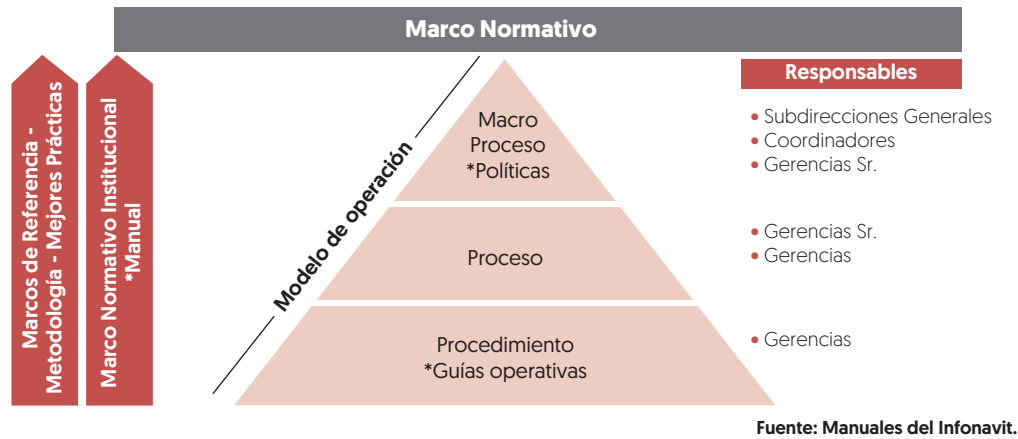 Marco Normativo
Marcos de Referencia -
Metodología - Mejores Prácticas
Marco Normativo Institucional
*Manual
Modelo de operación
Macro
Proceso
*Políticas
Proceso
Procedimiento
*Guías operativas
Responsables
• Subdirecciones Generales
• Coordinadores
• Gerencias Sr.
• Gerencias Sr.
• Gerencias
• Gerencias
Fuente: Manuales del Infonavit.